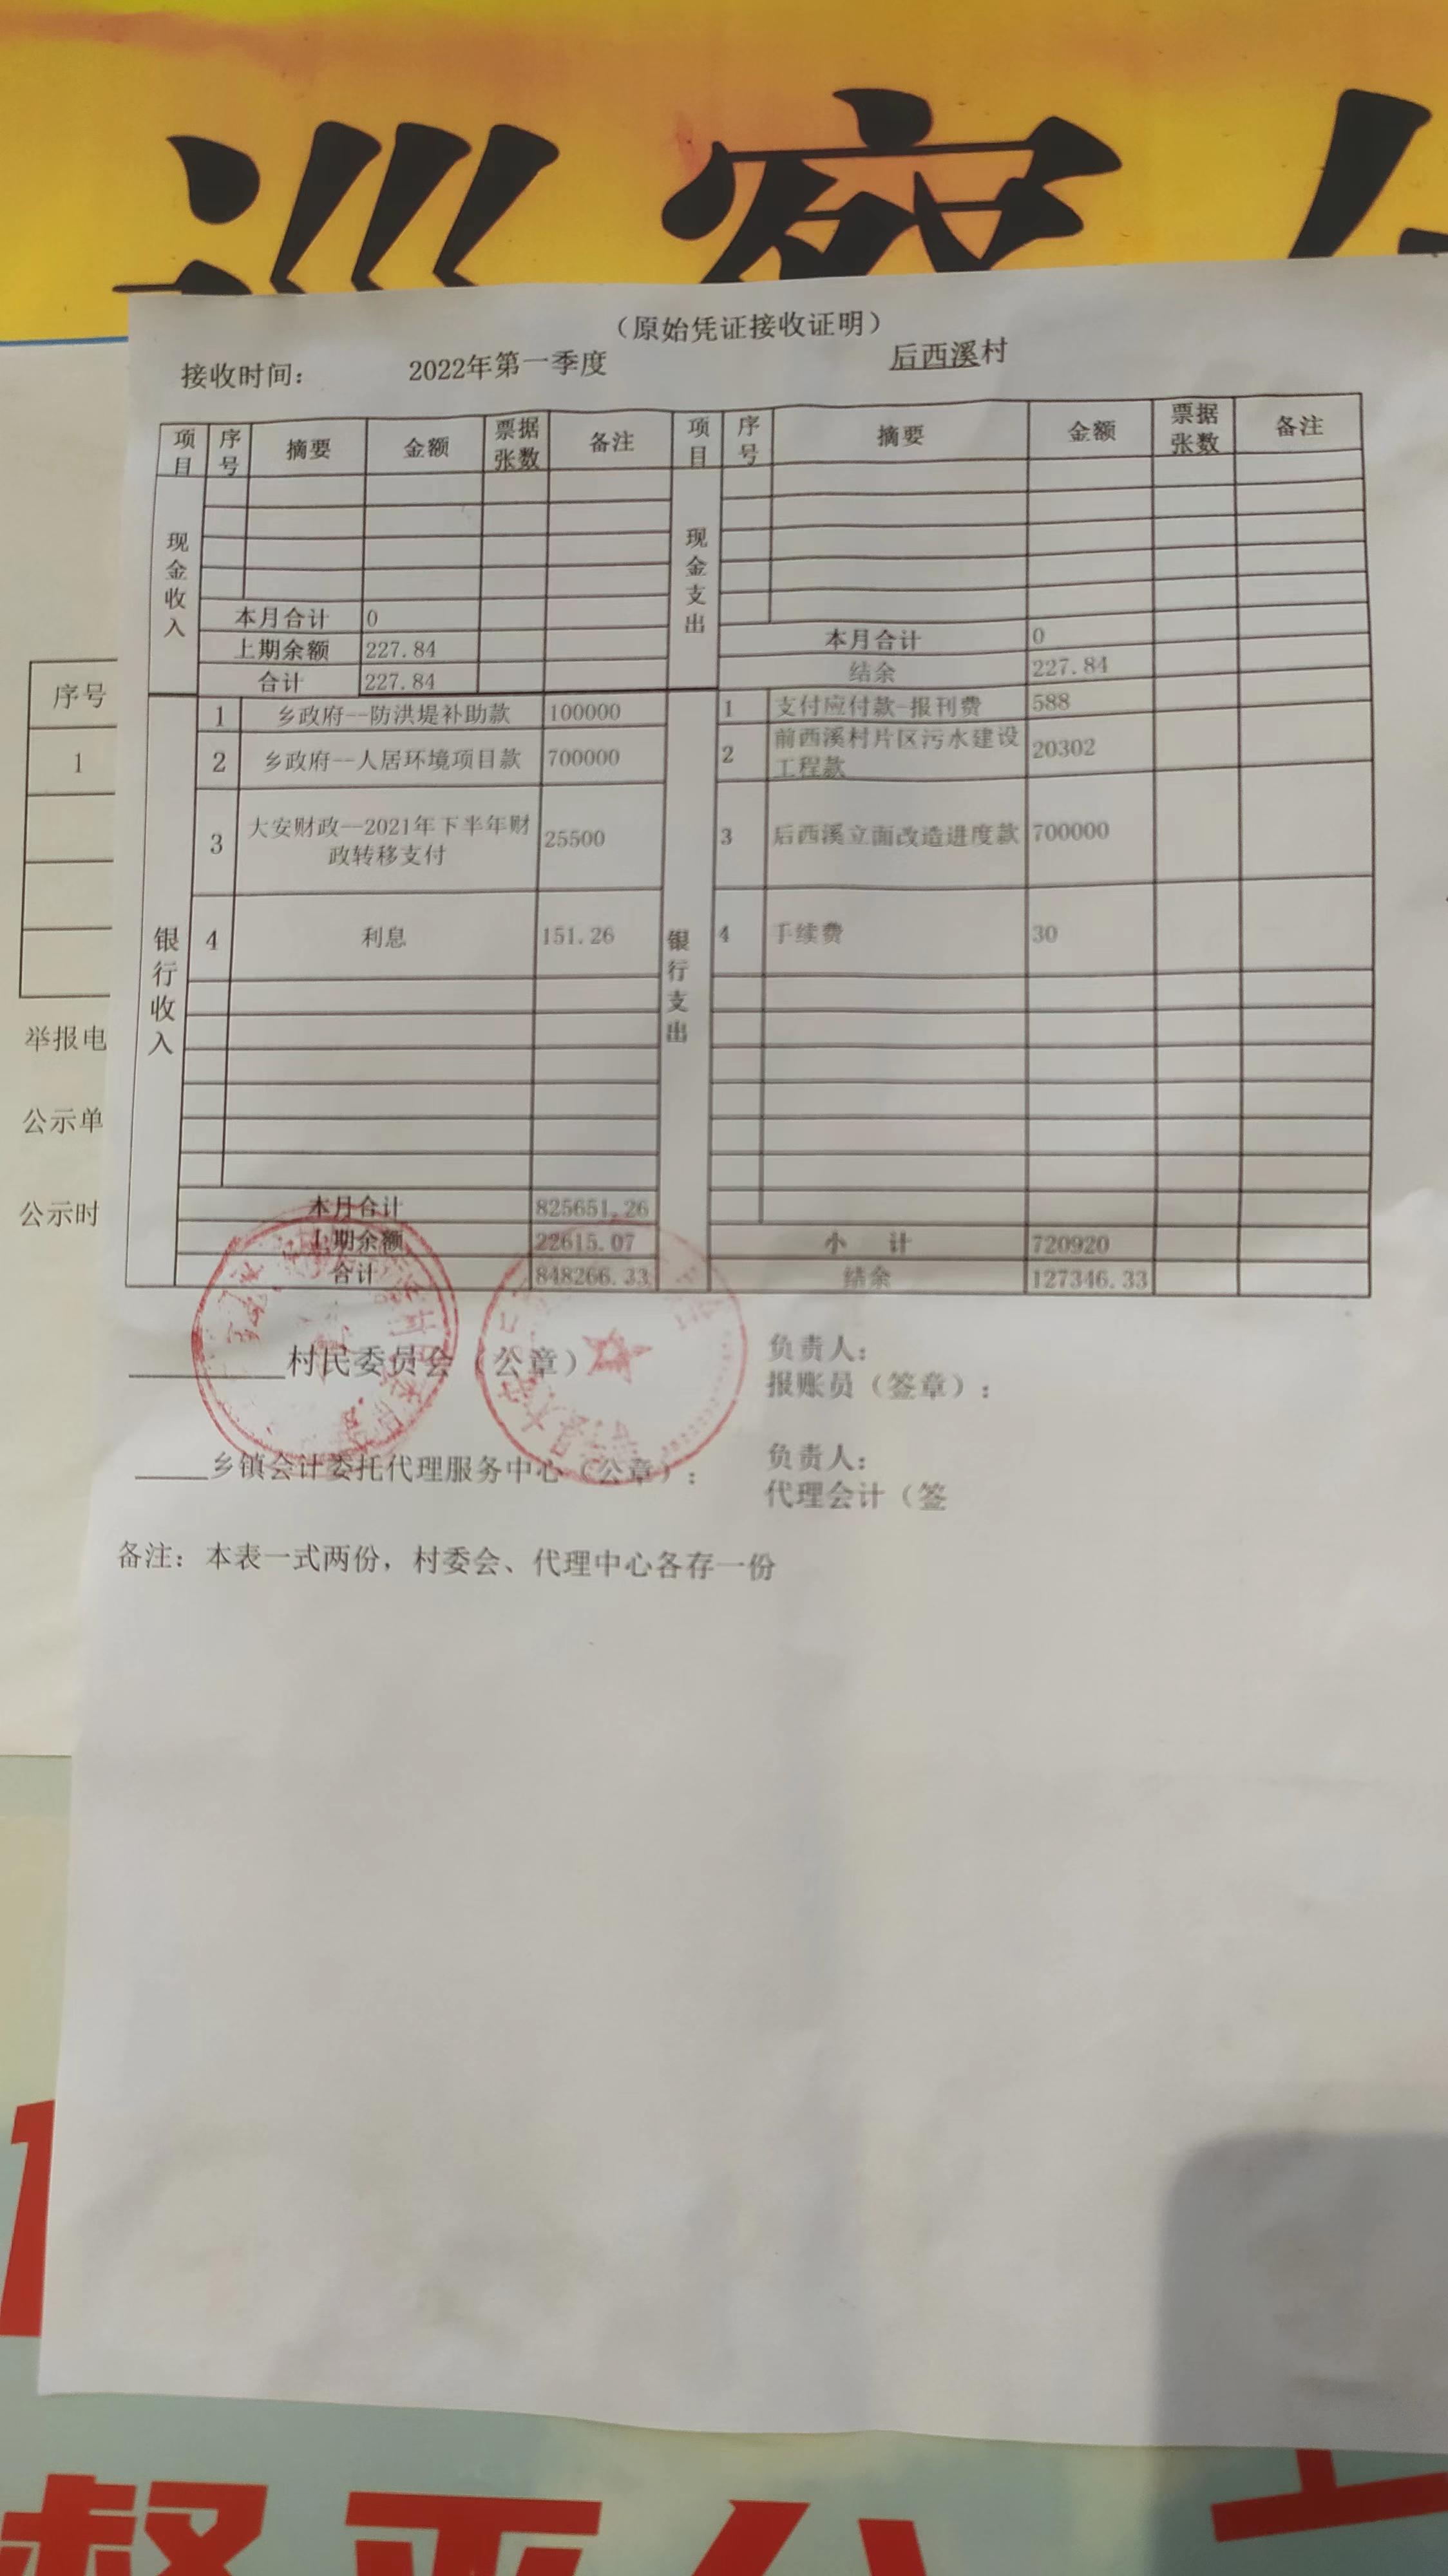 巡察
（原始凭证接收证明）
接收时间： 2022年第一季度 后西溪村
项目 序号 摘要 金额 票据张数 备注 项目 序号 摘要 金额 票据张数 备注
现金收入 现金支出
本月合计 0 本月合计 0
上期余额 227.84 结余 227.84
合计 227.84
银行收入 银行支出
1 乡政府--防洪堤补助款 100000 1 支付应付款-报刊费 588
2 乡政府--人居环境项目款 700000 2 前西溪村片区污水建设工程款 20302
3 大安财政--2021年下半年财政转移支付 25500 3 后西溪立面改造进度款 700000
4 利息 151.26 4 手续费 30
本月合计 825651.26
上期余额 22615.07 小 计 720920
合计 848266.33 结余 127346.33
村民委员会（公章） 负责人：
报账员（签章）：
乡镇会计委托代理服务中心（公章）： 负责人：
代理会计（签
备注：本表一式两份，村委会、代理中心各存一份
序号
1
举报电
公示单
公示时
督平台